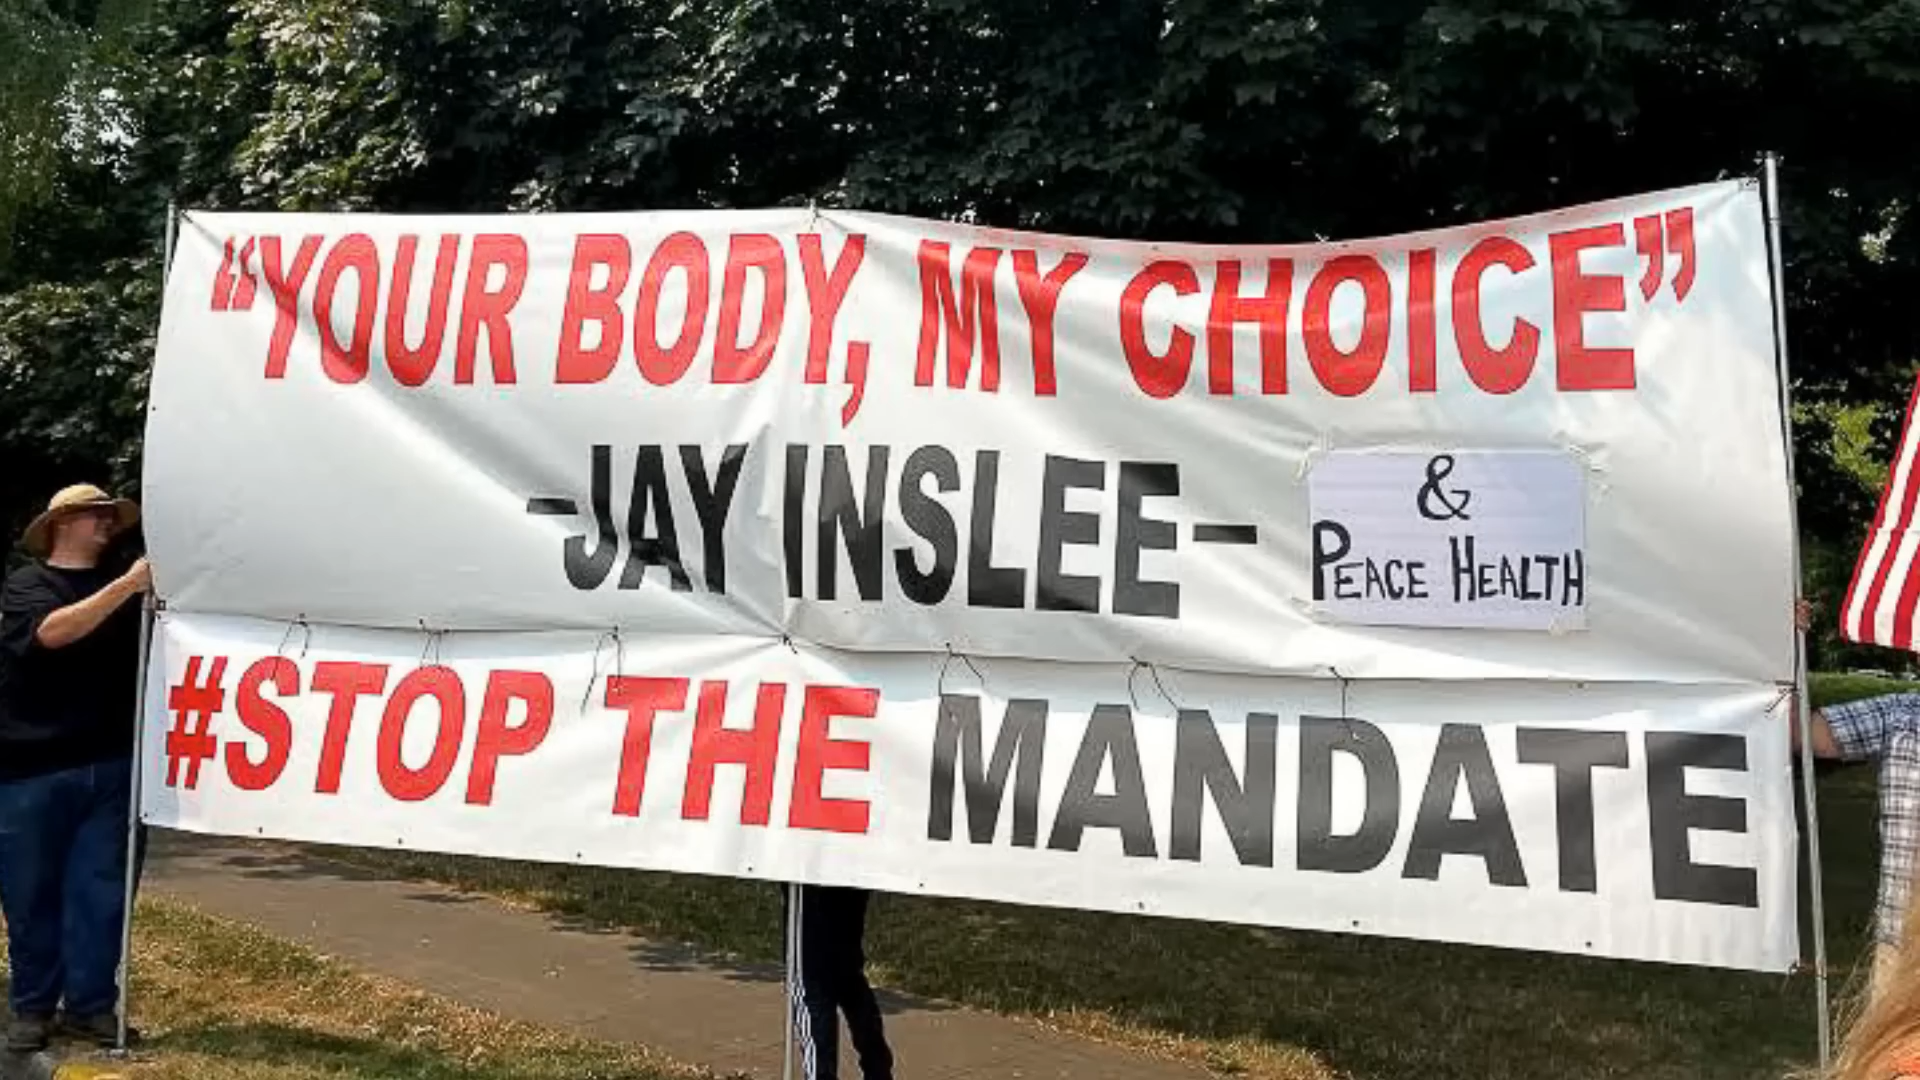 “YOUR BODY, MY CHOICE”
-JAY INSLEE-
&
PEACE HEALTH
#STOP THE MANDATE